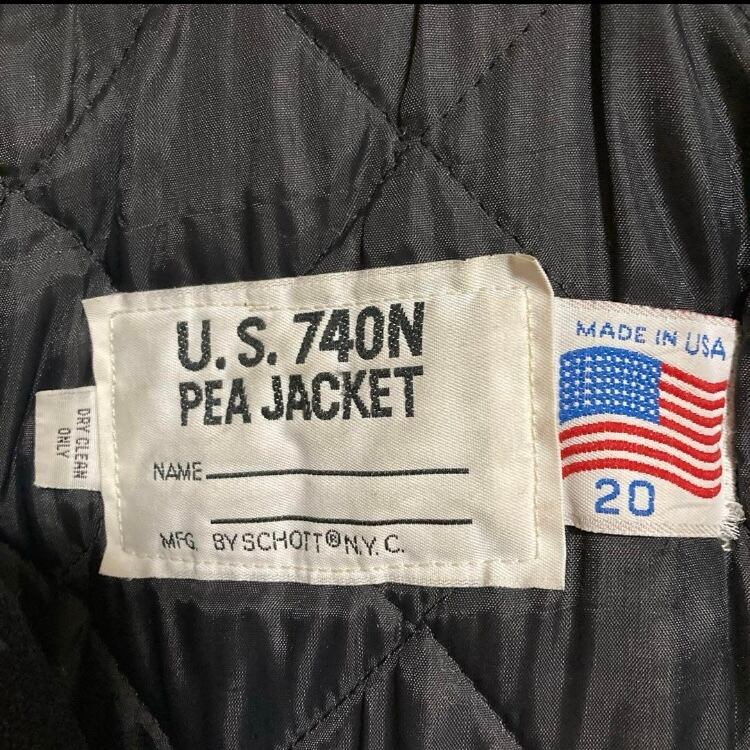 U.S. 740N
PEA JACKET
NAME
MFG. BY SCHOTT® N.Y.C.
DRY CLEAN
ONLY
MADE IN USA
20